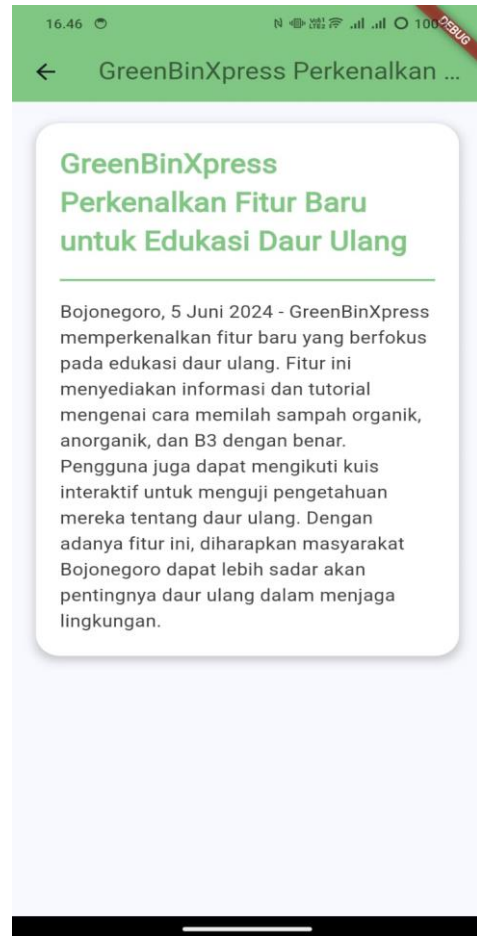 16.46
100
DEBUG
GreenBinXpress Perkenalkan ...
GreenBinXpress
Perkenalkan Fitur Baru
untuk Edukasi Daur Ulang
Bojonegoro, 5 Juni 2024 - GreenBinXpress
memperkenalkan fitur baru yang berfokus
pada edukasi daur ulang. Fitur ini
menyediakan informasi dan tutorial
mengenai cara memilah sampah organik,
anorganik, dan B3 dengan benar.
Pengguna juga dapat mengikuti kuis
interaktif untuk menguji pengetahuan
mereka tentang daur ulang. Dengan
adanya fitur ini, diharapkan masyarakat
Bojonegoro dapat lebih sadar akan
pentingnya daur ulang dalam menjaga
lingkungan.